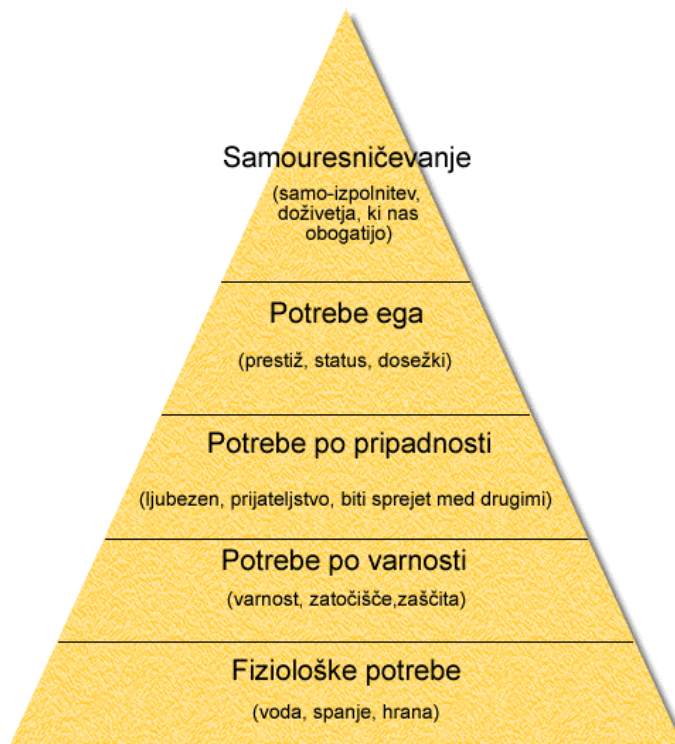 Samouresničevanje
(samo-izpolnitev,
doživetja, ki nas
obogatijo)
Potrebe ega
(prestiž, status, dosežki)
Potrebe po pripadnosti
(ljubezen, prijateljstvo, biti sprejet med drugimi)
Potrebe po varnosti
(varnost, zatočišče,zaščita)
Fiziološke potrebe
(voda, spanje, hrana)